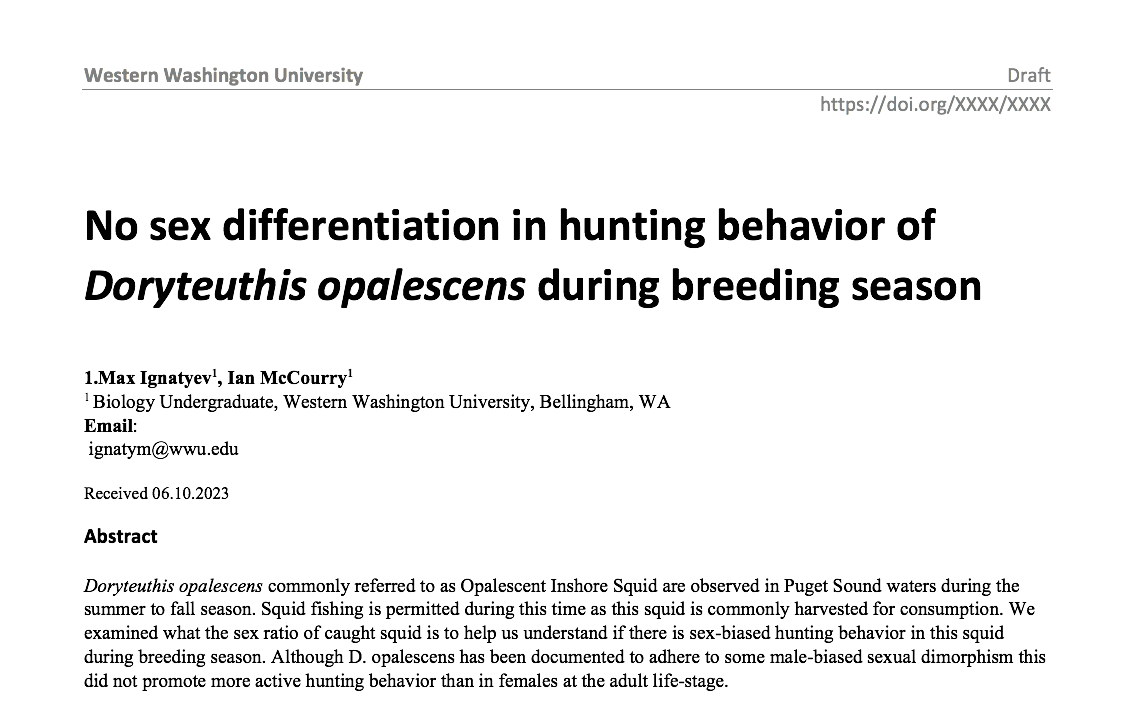 Western Washington University Draft
https://doi.org/XXXX/XXXX
No sex differentiation in hunting behavior of
Doryteuthis opalescens during breeding season
1.Max Ignatyev¹, Ian McCourry¹
¹ Biology Undergraduate, Western Washington University, Bellingham, WA
Email:
ignatym@wwu.edu
Received 06.10.2023
Abstract
Doryteuthis opalescens commonly referred to as Opalescent Inshore Squid are observed in Puget Sound waters during the
summer to fall season. Squid fishing is permitted during this time as this squid is commonly harvested for consumption. We
examined what the sex ratio of caught squid is to help us understand if there is sex-biased hunting behavior in this squid
during breeding season. Although D. opalescens has been documented to adhere to some male-biased sexual dimorphism this
did not promote more active hunting behavior than in females at the adult life-stage.